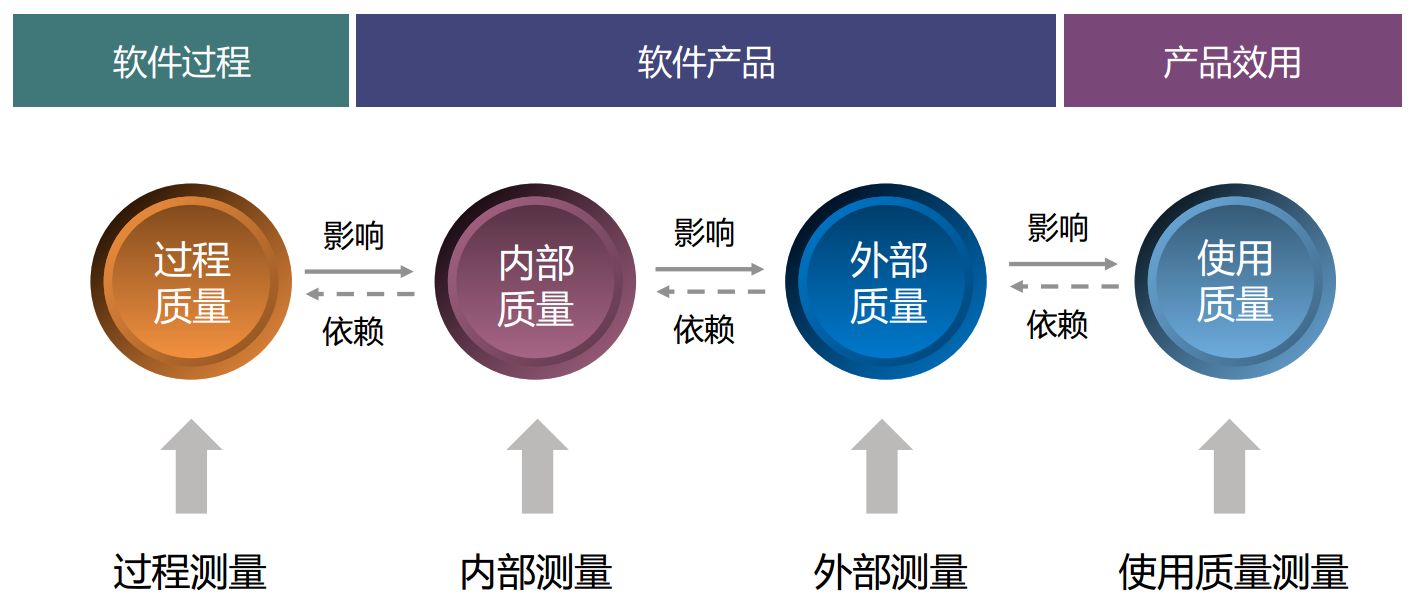 软件过程
软件产品
产品效用
过程
质量
影响
依赖
内部
质量
影响
依赖
外部
质量
影响
依赖
使用
质量
过程测量
内部测量
外部测量
使用质量测量